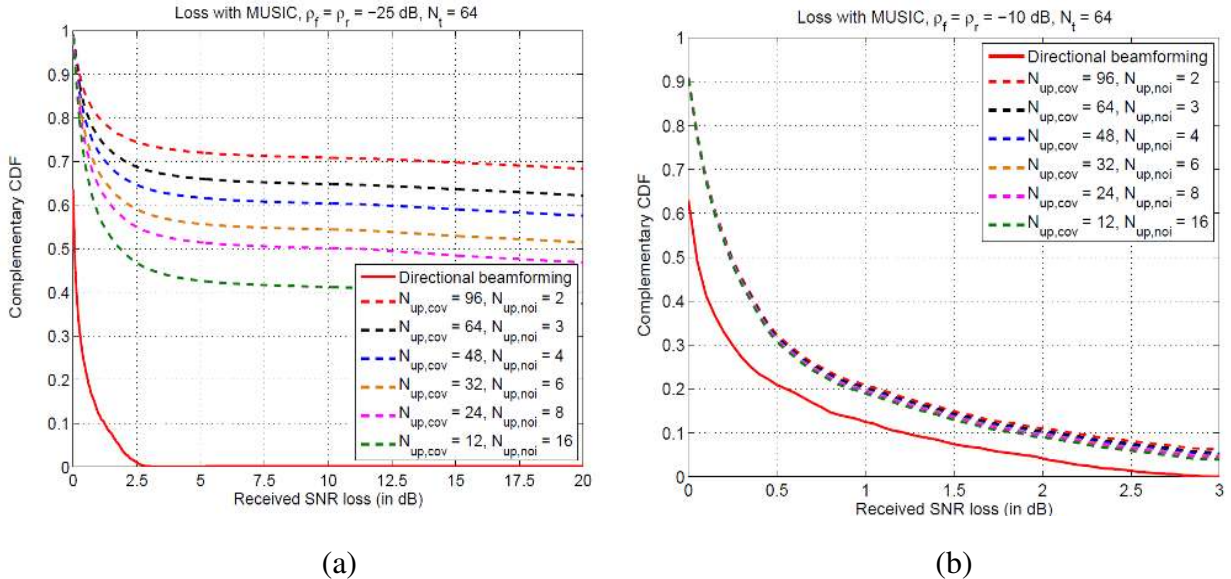 Loss with MUSIC, ρf = ρr = −25 dB, Nt = 64
Complementary CDF
1
0.9
0.8
0.7
0.6
0.5
0.4
0.3
0.2
0.1
0
Directional beamforming
Nup,cov = 96, Nup,noi = 2
Nup,cov = 64, Nup,noi = 3
Nup,cov = 48, Nup,noi = 4
Nup,cov = 32, Nup,noi = 6
Nup,cov = 24, Nup,noi = 8
Nup,cov = 12, Nup,noi = 16
0 2.5 5 7.5 10 12.5 15 17.5 20
Received SNR loss (in dB)
(a)
Loss with MUSIC, ρf = ρr = −10 dB, Nt = 64
Complementary CDF
1
0.9
0.8
0.7
0.6
0.5
0.4
0.3
0.2
0.1
0
Directional beamforming
Nup,cov = 96, Nup,noi = 2
Nup,cov = 64, Nup,noi = 3
Nup,cov = 48, Nup,noi = 4
Nup,cov = 32, Nup,noi = 6
Nup,cov = 24, Nup,noi = 8
Nup,cov = 12, Nup,noi = 16
0 0.5 1 1.5 2 2.5 3
Received SNR loss (in dB)
(b)